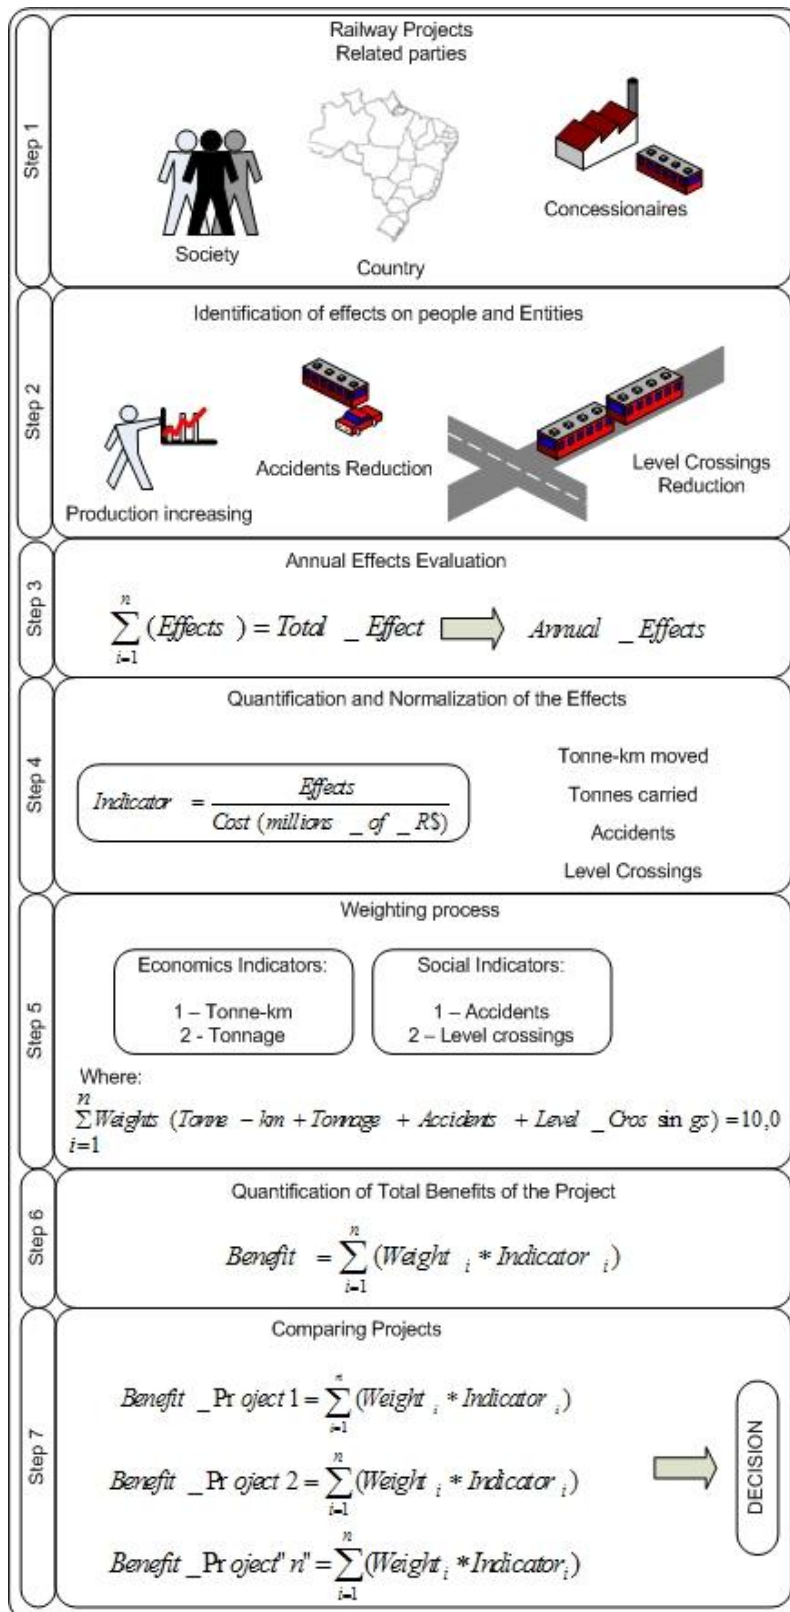 Step 1
Railway Projects
Related parties
Society
Country
Concessionaires
Step 2
Identification of effects on people and Entities
Production increasing
Accidents Reduction
Level Crossings
Reduction
Step 3
Annual Effects Evaluation
n
∑ (Effects ) = Total _ Effect
i=1
Annual _ Effects
Step 4
Quantification and Normalization of the Effects
Indicator = Effects
Cost (millions _ of _ R$)
Tonne-km moved
Tonnes carried
Accidents
Level Crossings
Step 5
Weighting process
Economics Indicators:
1 – Tonne-km
2 - Tonnage
Social Indicators:
1 – Accidents
2 – Level crossings
Where:
n
Σ Weights (Tonne - km + Tonnage + Accidents + Level _ Cros sin gs) = 10,0
i=1
Step 6
Quantification of Total Benefits of the Project
n
Benefit = ∑ (Weight i * Indicator i)
i=1
Step 7
Comparing Projects
n
Benefit _ Pr oject 1 = ∑ (Weight i * Indicator i)
i=1
n
Benefit _ Pr oject 2 = ∑ (Weight i * Indicator i)
i=1
n
Benefit _ Pr oject" n" = ∑ (Weight i * Indicator i)
i=1
DECISION